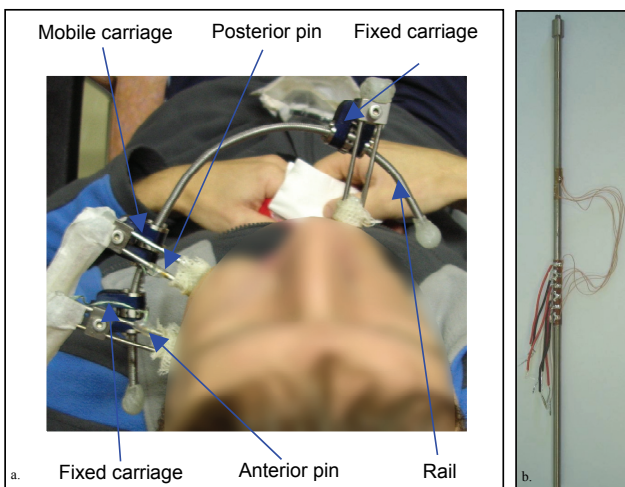 Mobile carriage Posterior pin Fixed carriage
a. Fixed carriage Anterior pin Rail
b.